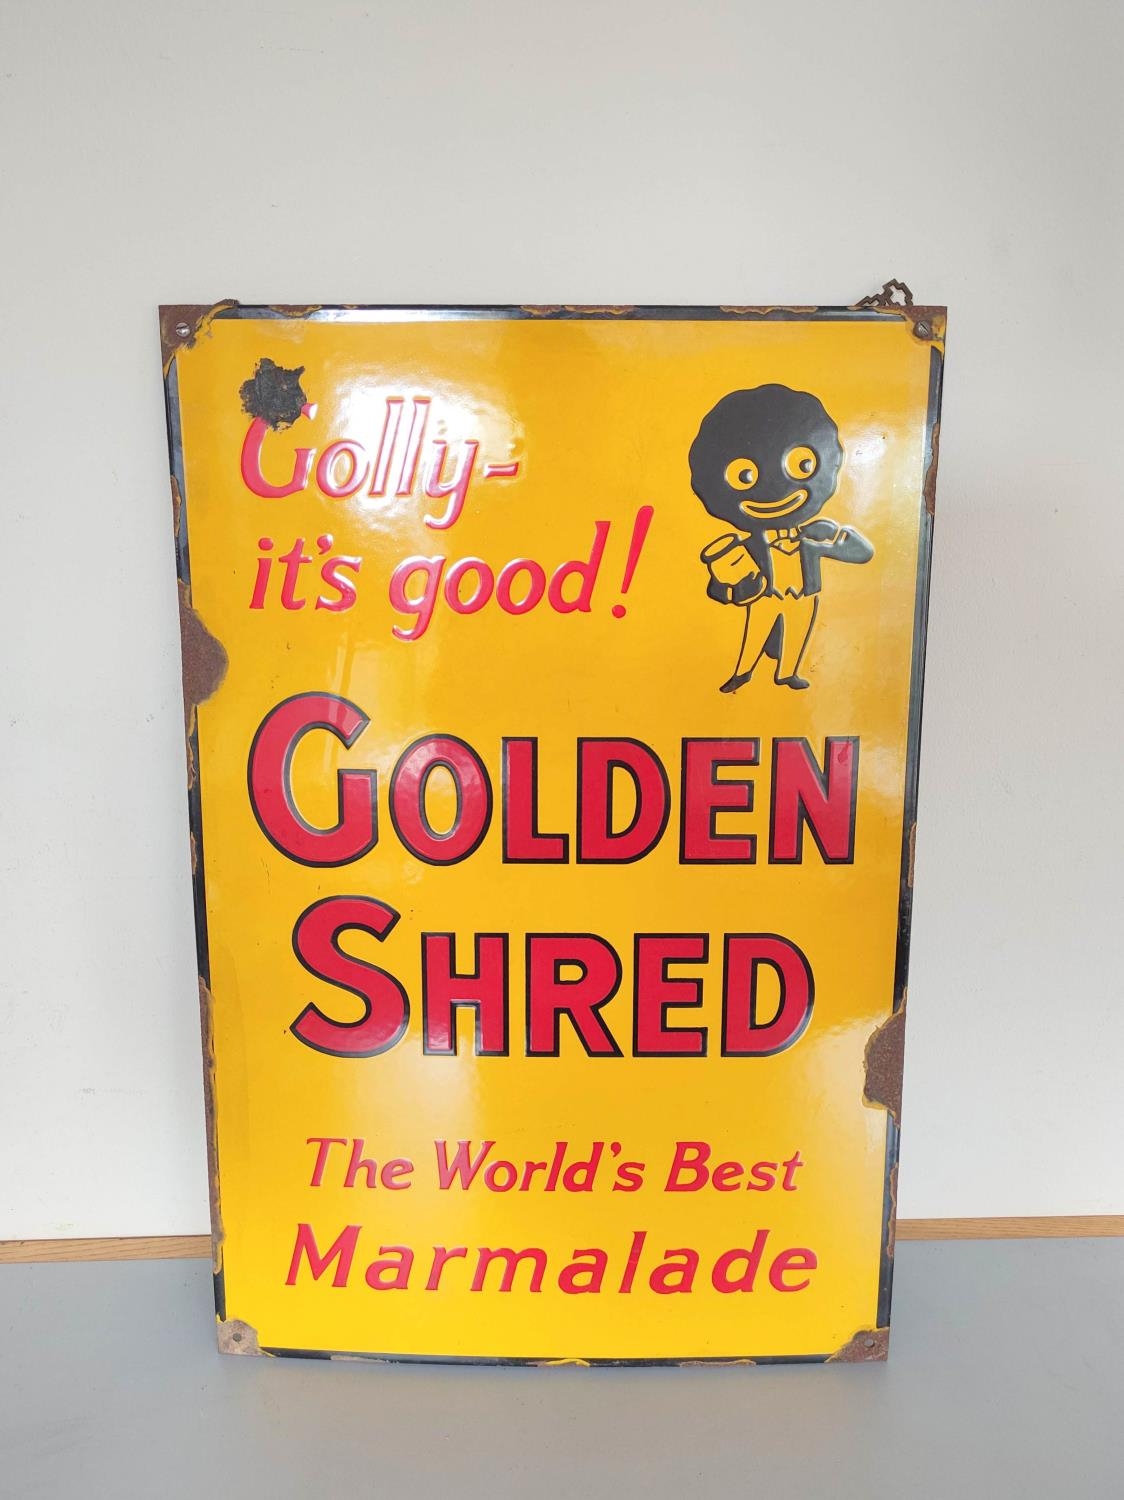 Golly-
it's good!
GOLDEN
SHRED
The World's Best
Marmalade